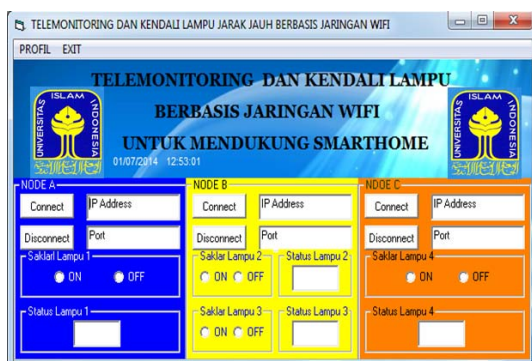 TELEMONITORING DAN KENDALI LAMPU JARAK JAUH BERBASIS JARINGAN WIFI
PROFIL EXIT
TELEMONITORING DAN KENDALI LAMPU
BERBASIS JARINGAN WIFI
UNTUK MENDUKUNG SMARTHOME
01/07/2014 12:53:01
ISLAM
UNIVERSITAS
INDONESIA
ISLAM
UNIVERSITAS
INDONESIA
NODE A
Connect IP Address
Disconnect Port
Saklarl Lampu 1
ON OFF
Status Lampu 1
NODE B
Connect IP Address
Disconnect Port
Saklar Lampu 2 Status Lampu 2
ON OFF
Saklar Lampu 3 Status Lampu 3
ON OFF
NDOE C
Connect IP Address
Disconnect Port
Saklar Lampu 4
ON OFF
Status Lampu 4